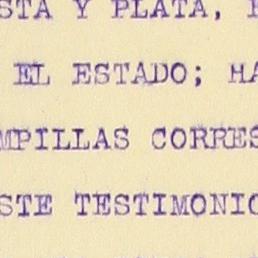 STA Y PLATA,
EL ESTADO; HA
MPILLAS CORRES
STE TESTIMONIO